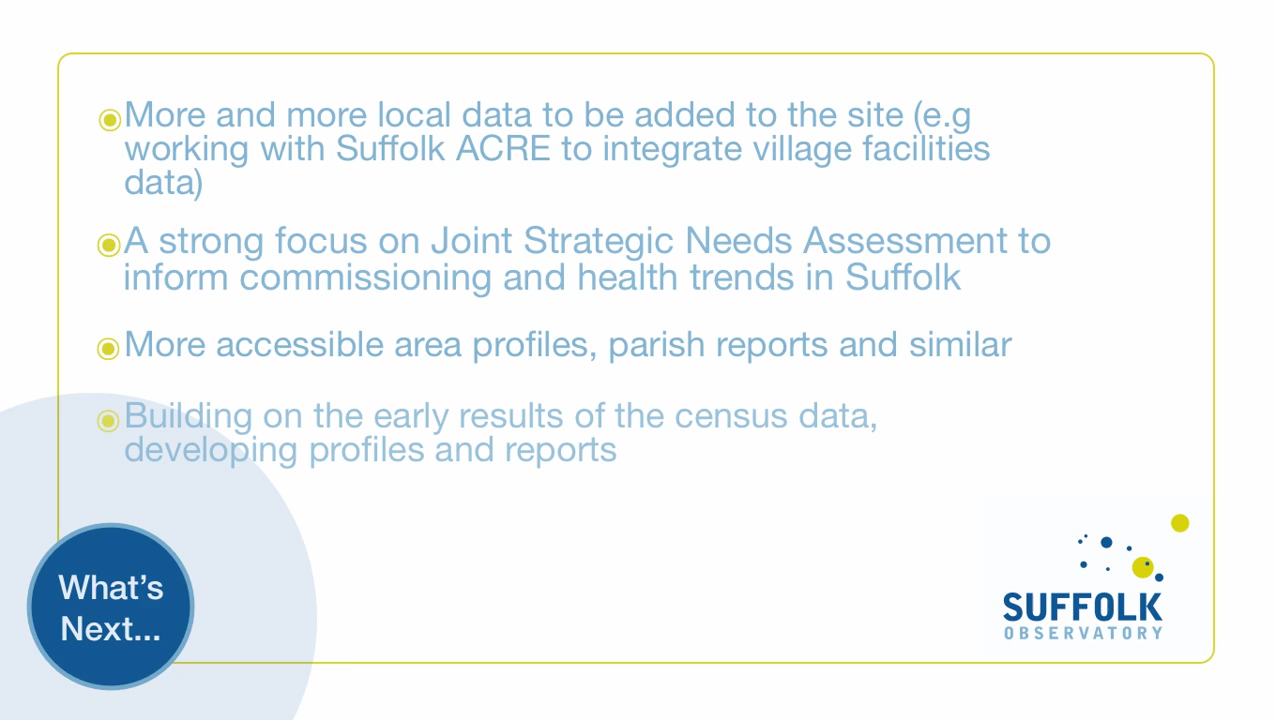 More and more local data to be added to the site (e.g
working with Suffolk ACRE to integrate village facilities
data)
A strong focus on Joint Strategic Needs Assessment to
inform commissioning and health trends in Suffolk
More accessible area profiles, parish reports and similar
Building on the early results of the census data,
developing profiles and reports
What's
Next...
SUFFOLK
OBSERVATORY